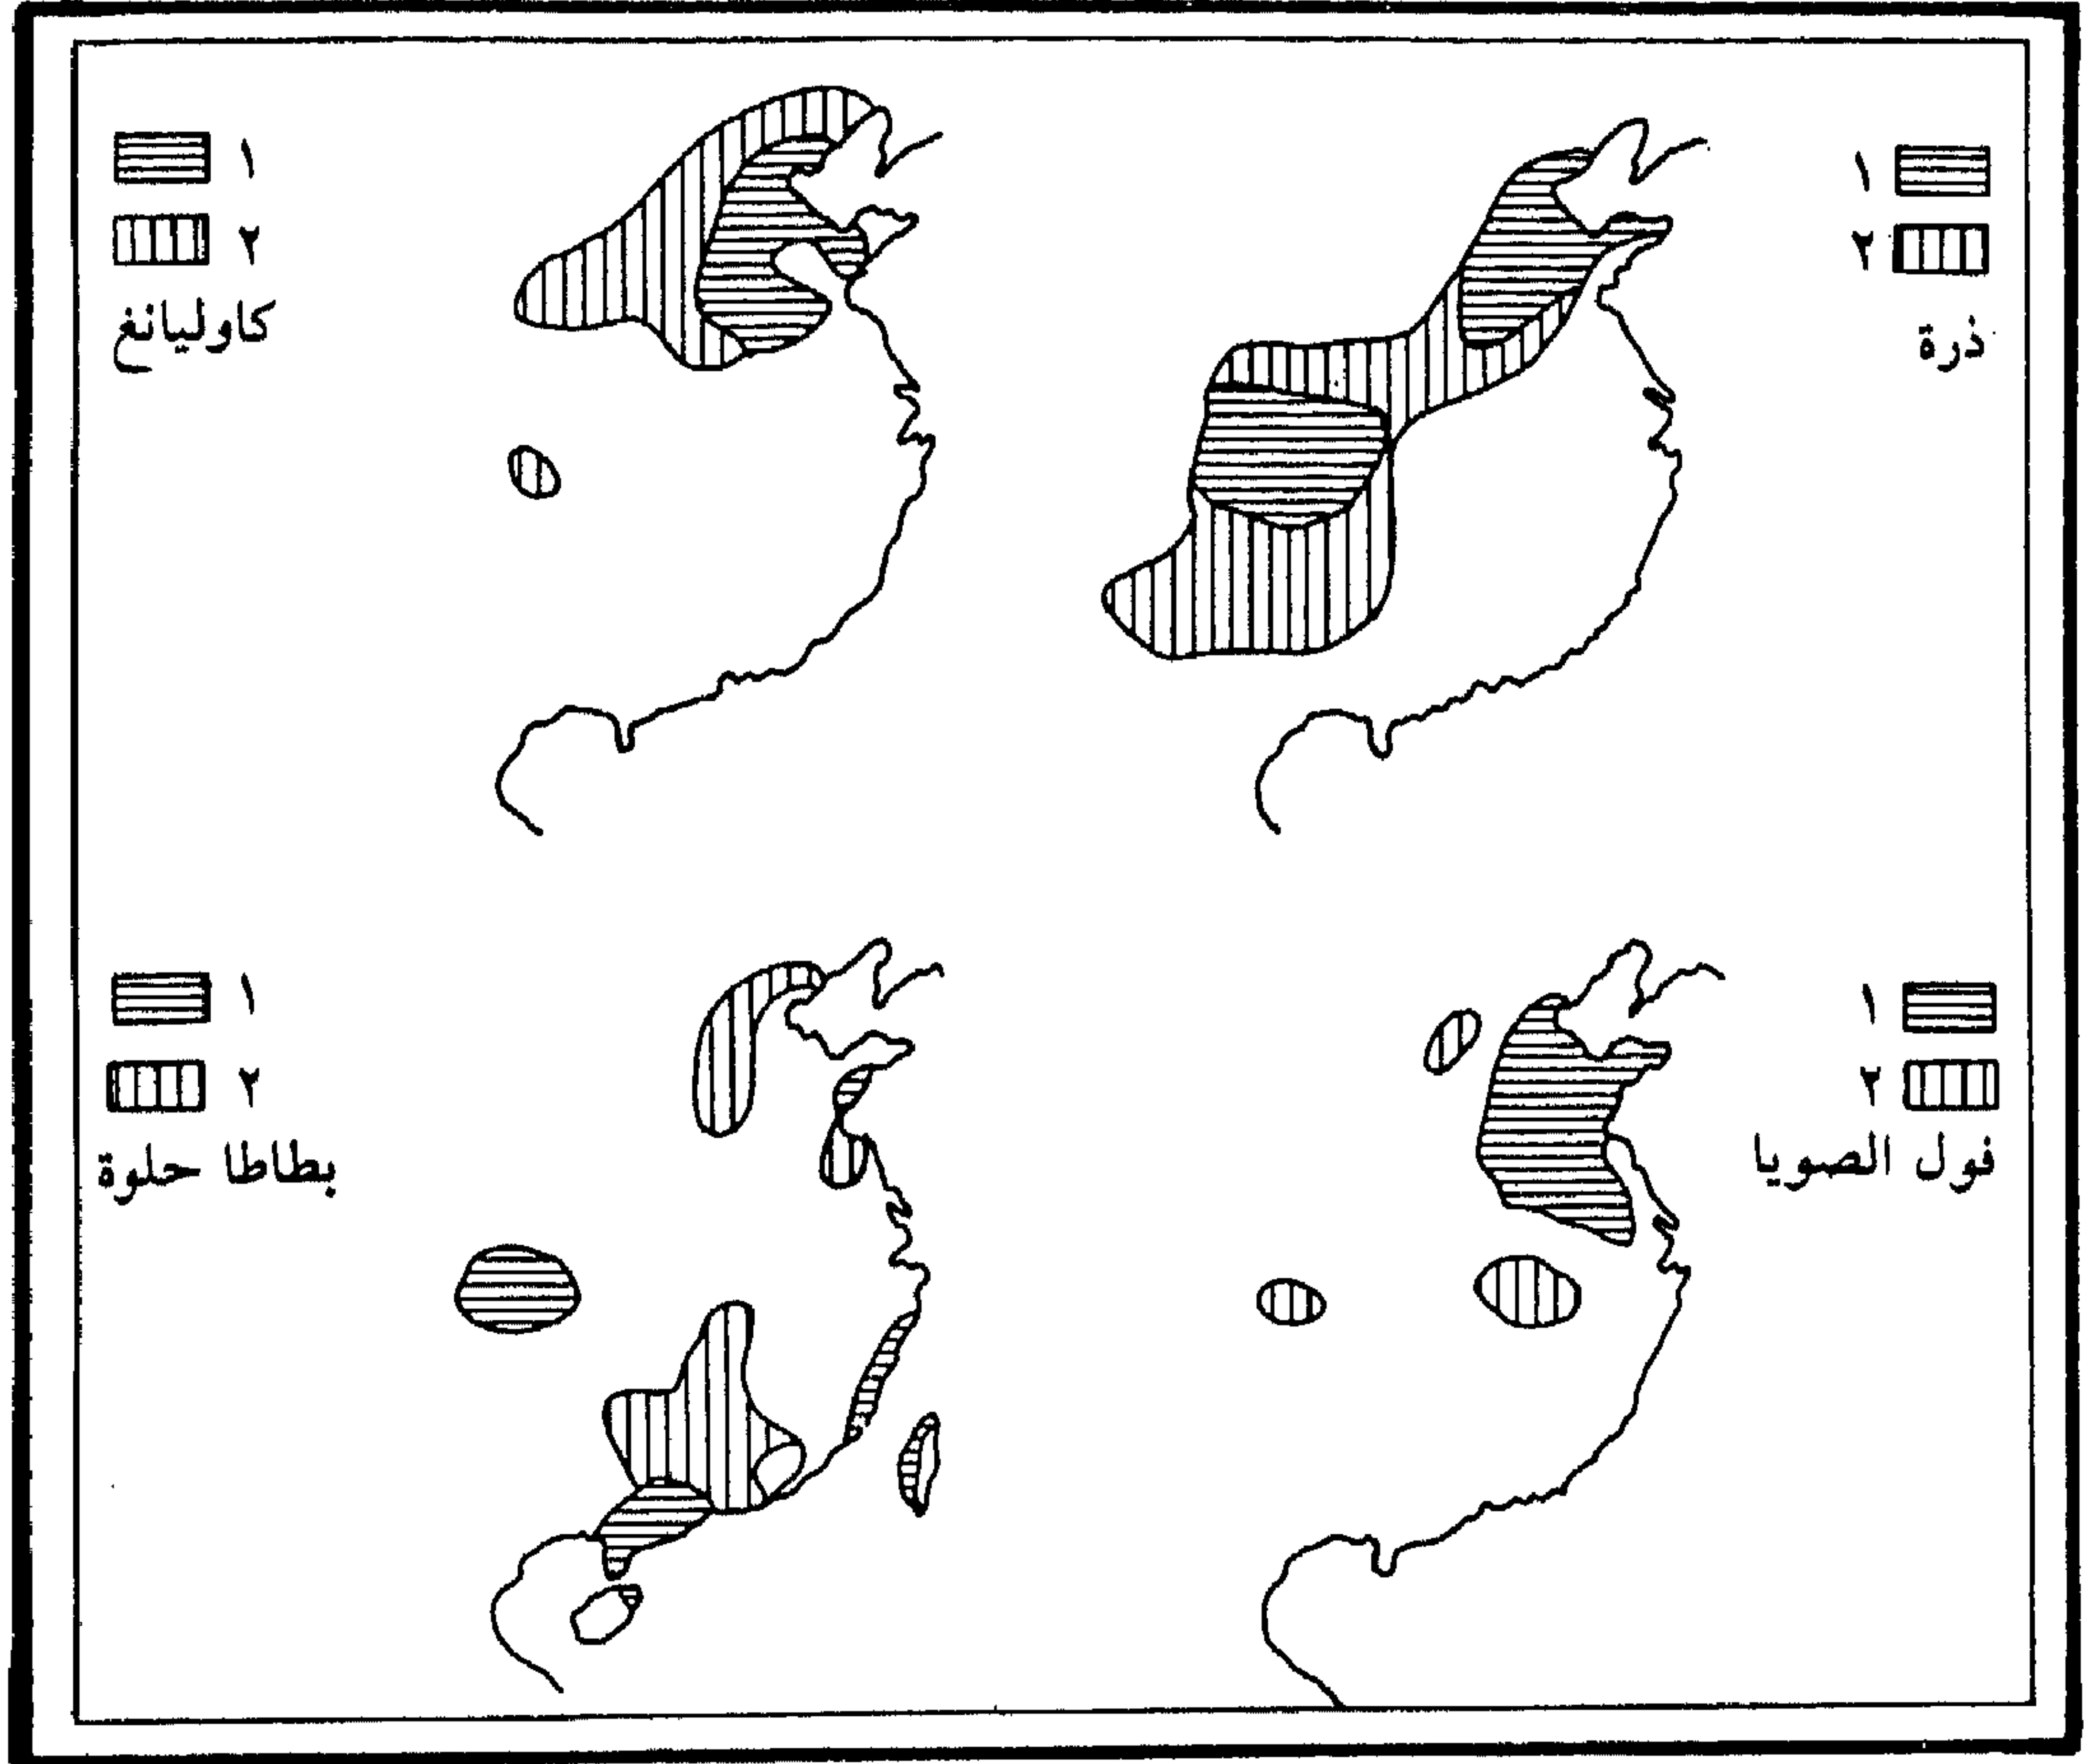 ١
٢
ذرة
١
٢
كاوليانغ
١
٢
فول الصويا
١
٢
بطاطا حلوة